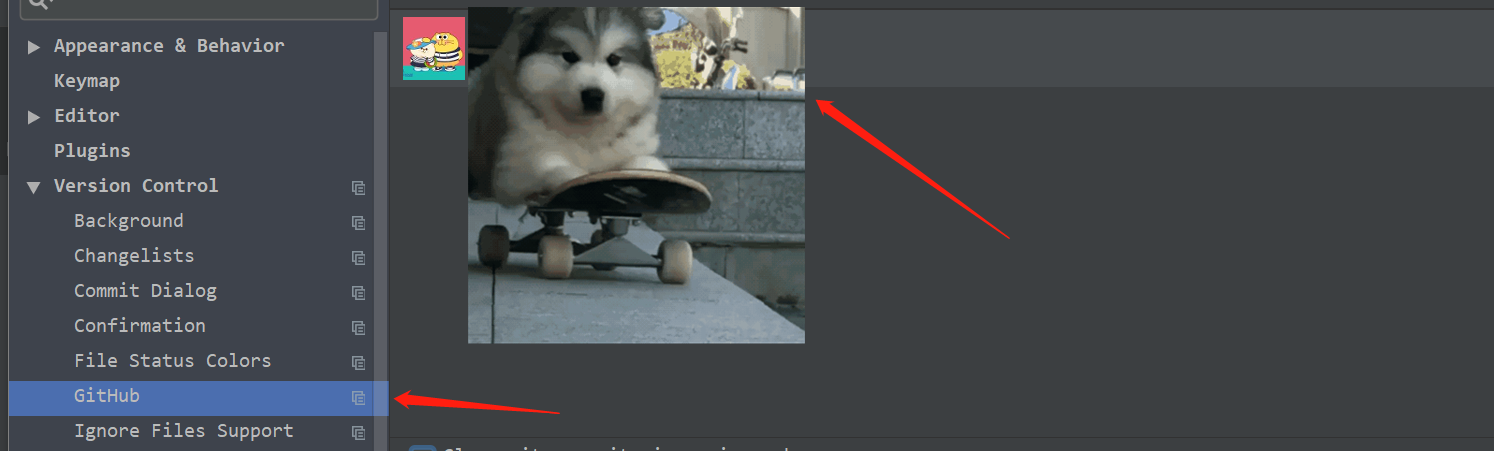 Appearance & Behavior
Keymap
Editor
Plugins
Version Control
Background
Changelists
Commit Dialog
Confirmation
File Status Colors
GitHub
Ignore Files Support